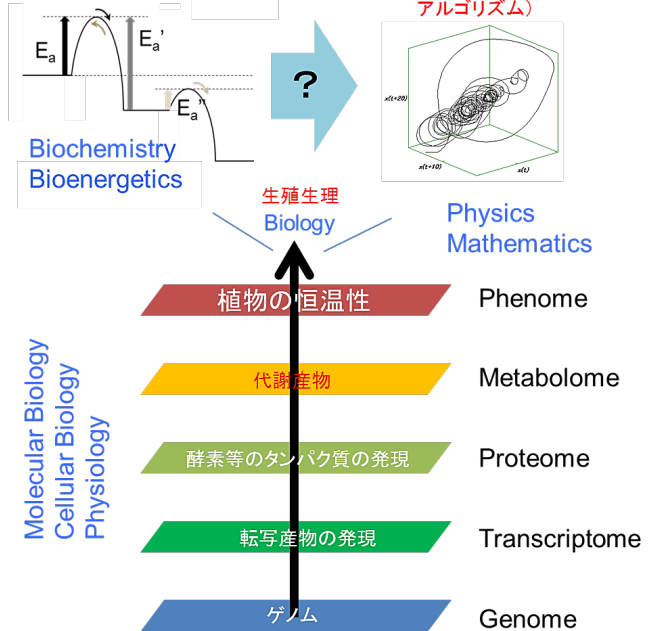 アルゴリズム）
Ea
Ea'
Ea''
?
x(t+20)
x(t+10)
x(t)
Biochemistry
Bioenergetics
生殖生理
Biology
Physics
Mathematics
植物の恒温性
Phenome
代謝産物
Metabolome
酵素等のタンパク質の発現
Proteome
転写産物の発現
Transcriptome
ゲノム
Genome
Molecular Biology
Cellular Biology
Physiology